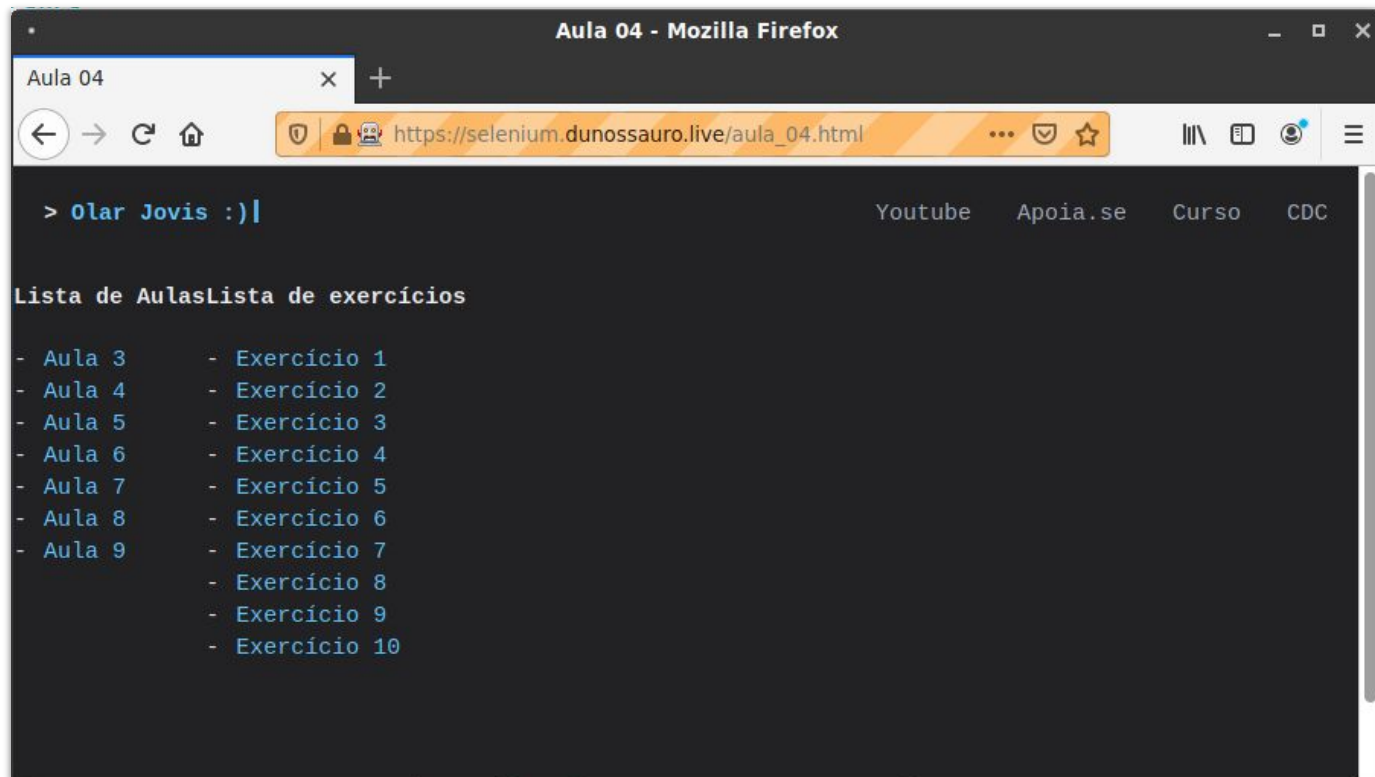 Aula 04 - Mozilla Firefox
Aula 04
https://selenium.dunossauro.live/aula_04.html
> Olar Jovis :) Youtube Apoia.se Curso CDC
Lista de AulasLista de exercícios
- Aula 3 - Exercício 1
- Aula 4 - Exercício 2
- Aula 5 - Exercício 3
- Aula 6 - Exercício 4
- Aula 7 - Exercício 5
- Aula 8 - Exercício 6
- Aula 9 - Exercício 7
- Exercício 8
- Exercício 9
- Exercício 10